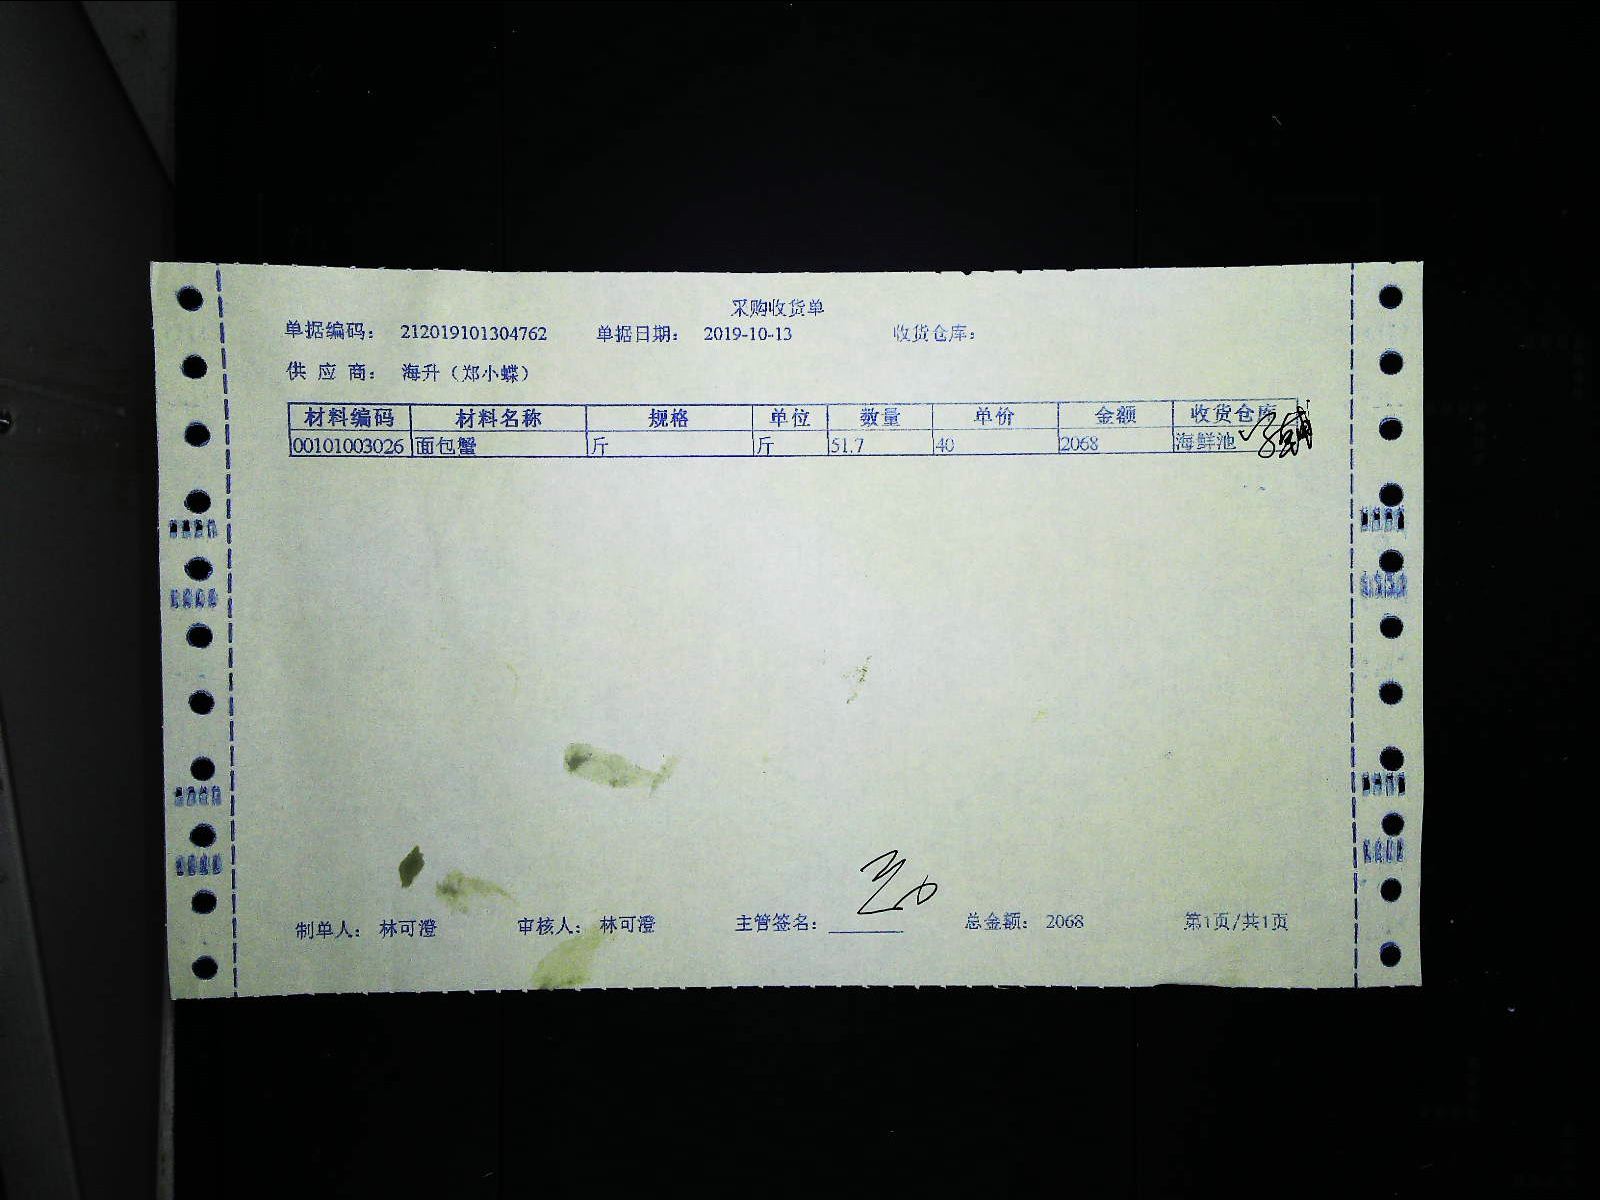 采购收货单
单据编码： 212019101304762 单据日期： 2019-10-13 收货仓库：
供 应 商： 海升（郑小蝶）
材料编码 材料名称 规格 单位 数量 单价 金额 收货仓库
00101003026 面包蟹 斤 斤 51.7 40 2068 海鲜池
制单人： 林可澄 审核人： 林可澄 主管签名： 总金额： 2068 第1页/共1页